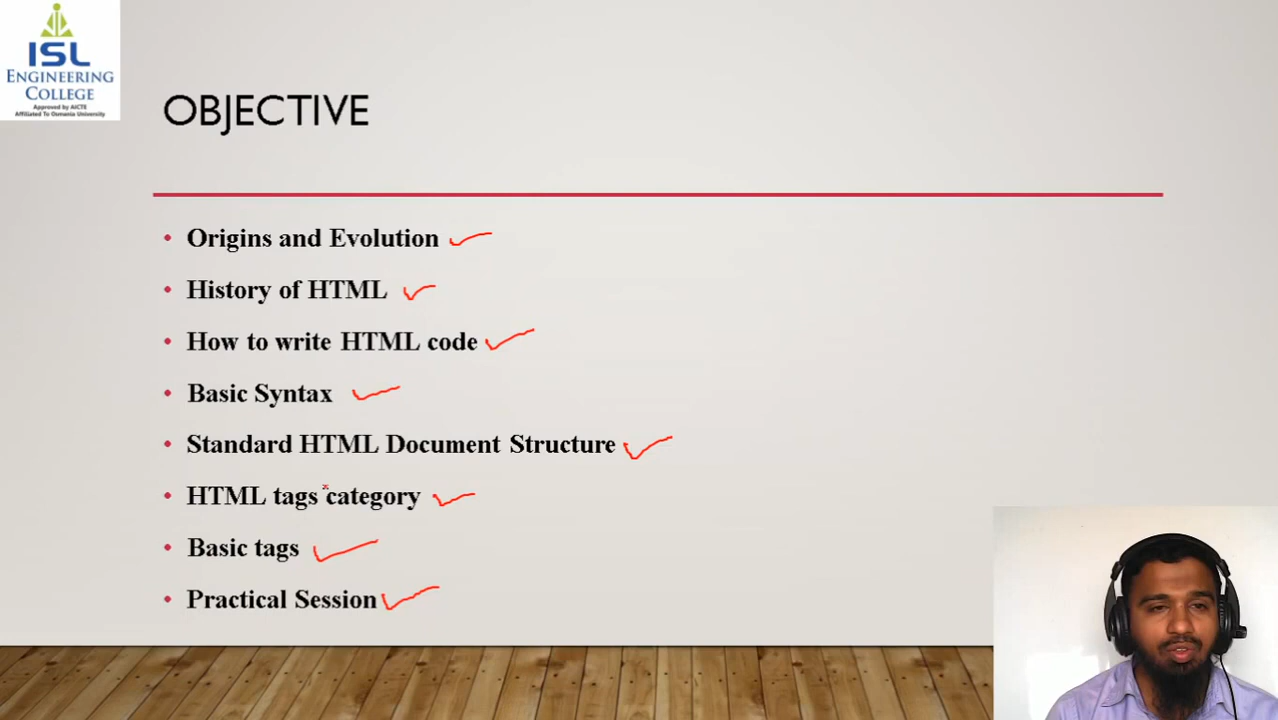 ISL
ENGINEERING
COLLEGE
Approved by AICTE
Affiliated To Osmania University
OBJECTIVE
• Origins and Evolution
• History of HTML
• How to write HTML code
• Basic Syntax
• Standard HTML Document Structure
• HTML tags category
• Basic tags
• Practical Session